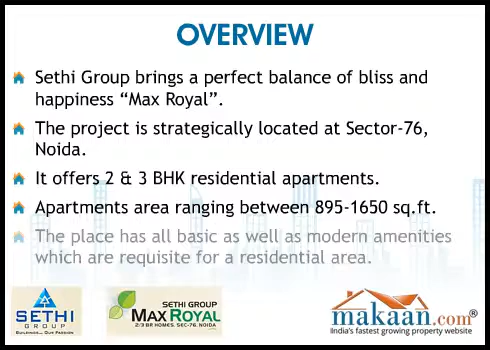 OVERVIEW
Sethi Group brings a perfect balance of bliss and
happiness “Max Royal”.
The project is strategically located at Sector-76,
Noida.
It offers 2 & 3 BHK residential apartments.
Apartments area ranging between 895-1650 sq.ft.
The place has all basic as well as modern amenities
which are requisite for a residential area.
SETHI
GROUP
BUILDINGS... OUR PASSION
SETHI GROUP
MAX ROYAL
2/3 BR HOMES, SEC-76, NOIDA
makaan.com®
India's fastest growing property website